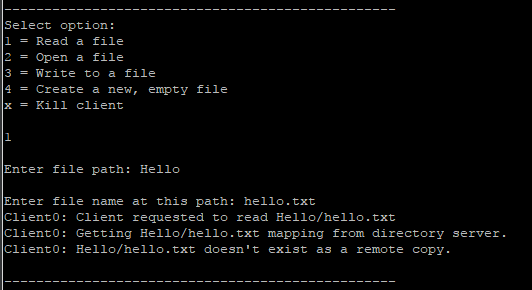 -------------------------------------------------
Select option:
1 = Read a file
2 = Open a file
3 = Write to a file
4 = Create a new, empty file
x = Kill client
1
Enter file path: Hello
Enter file name at this path: hello.txt
Client0: Client requested to read Hello/hello.txt
Client0: Getting Hello/hello.txt mapping from directory server.
Client0: Hello/hello.txt doesn't exist as a remote copy.
-------------------------------------------------